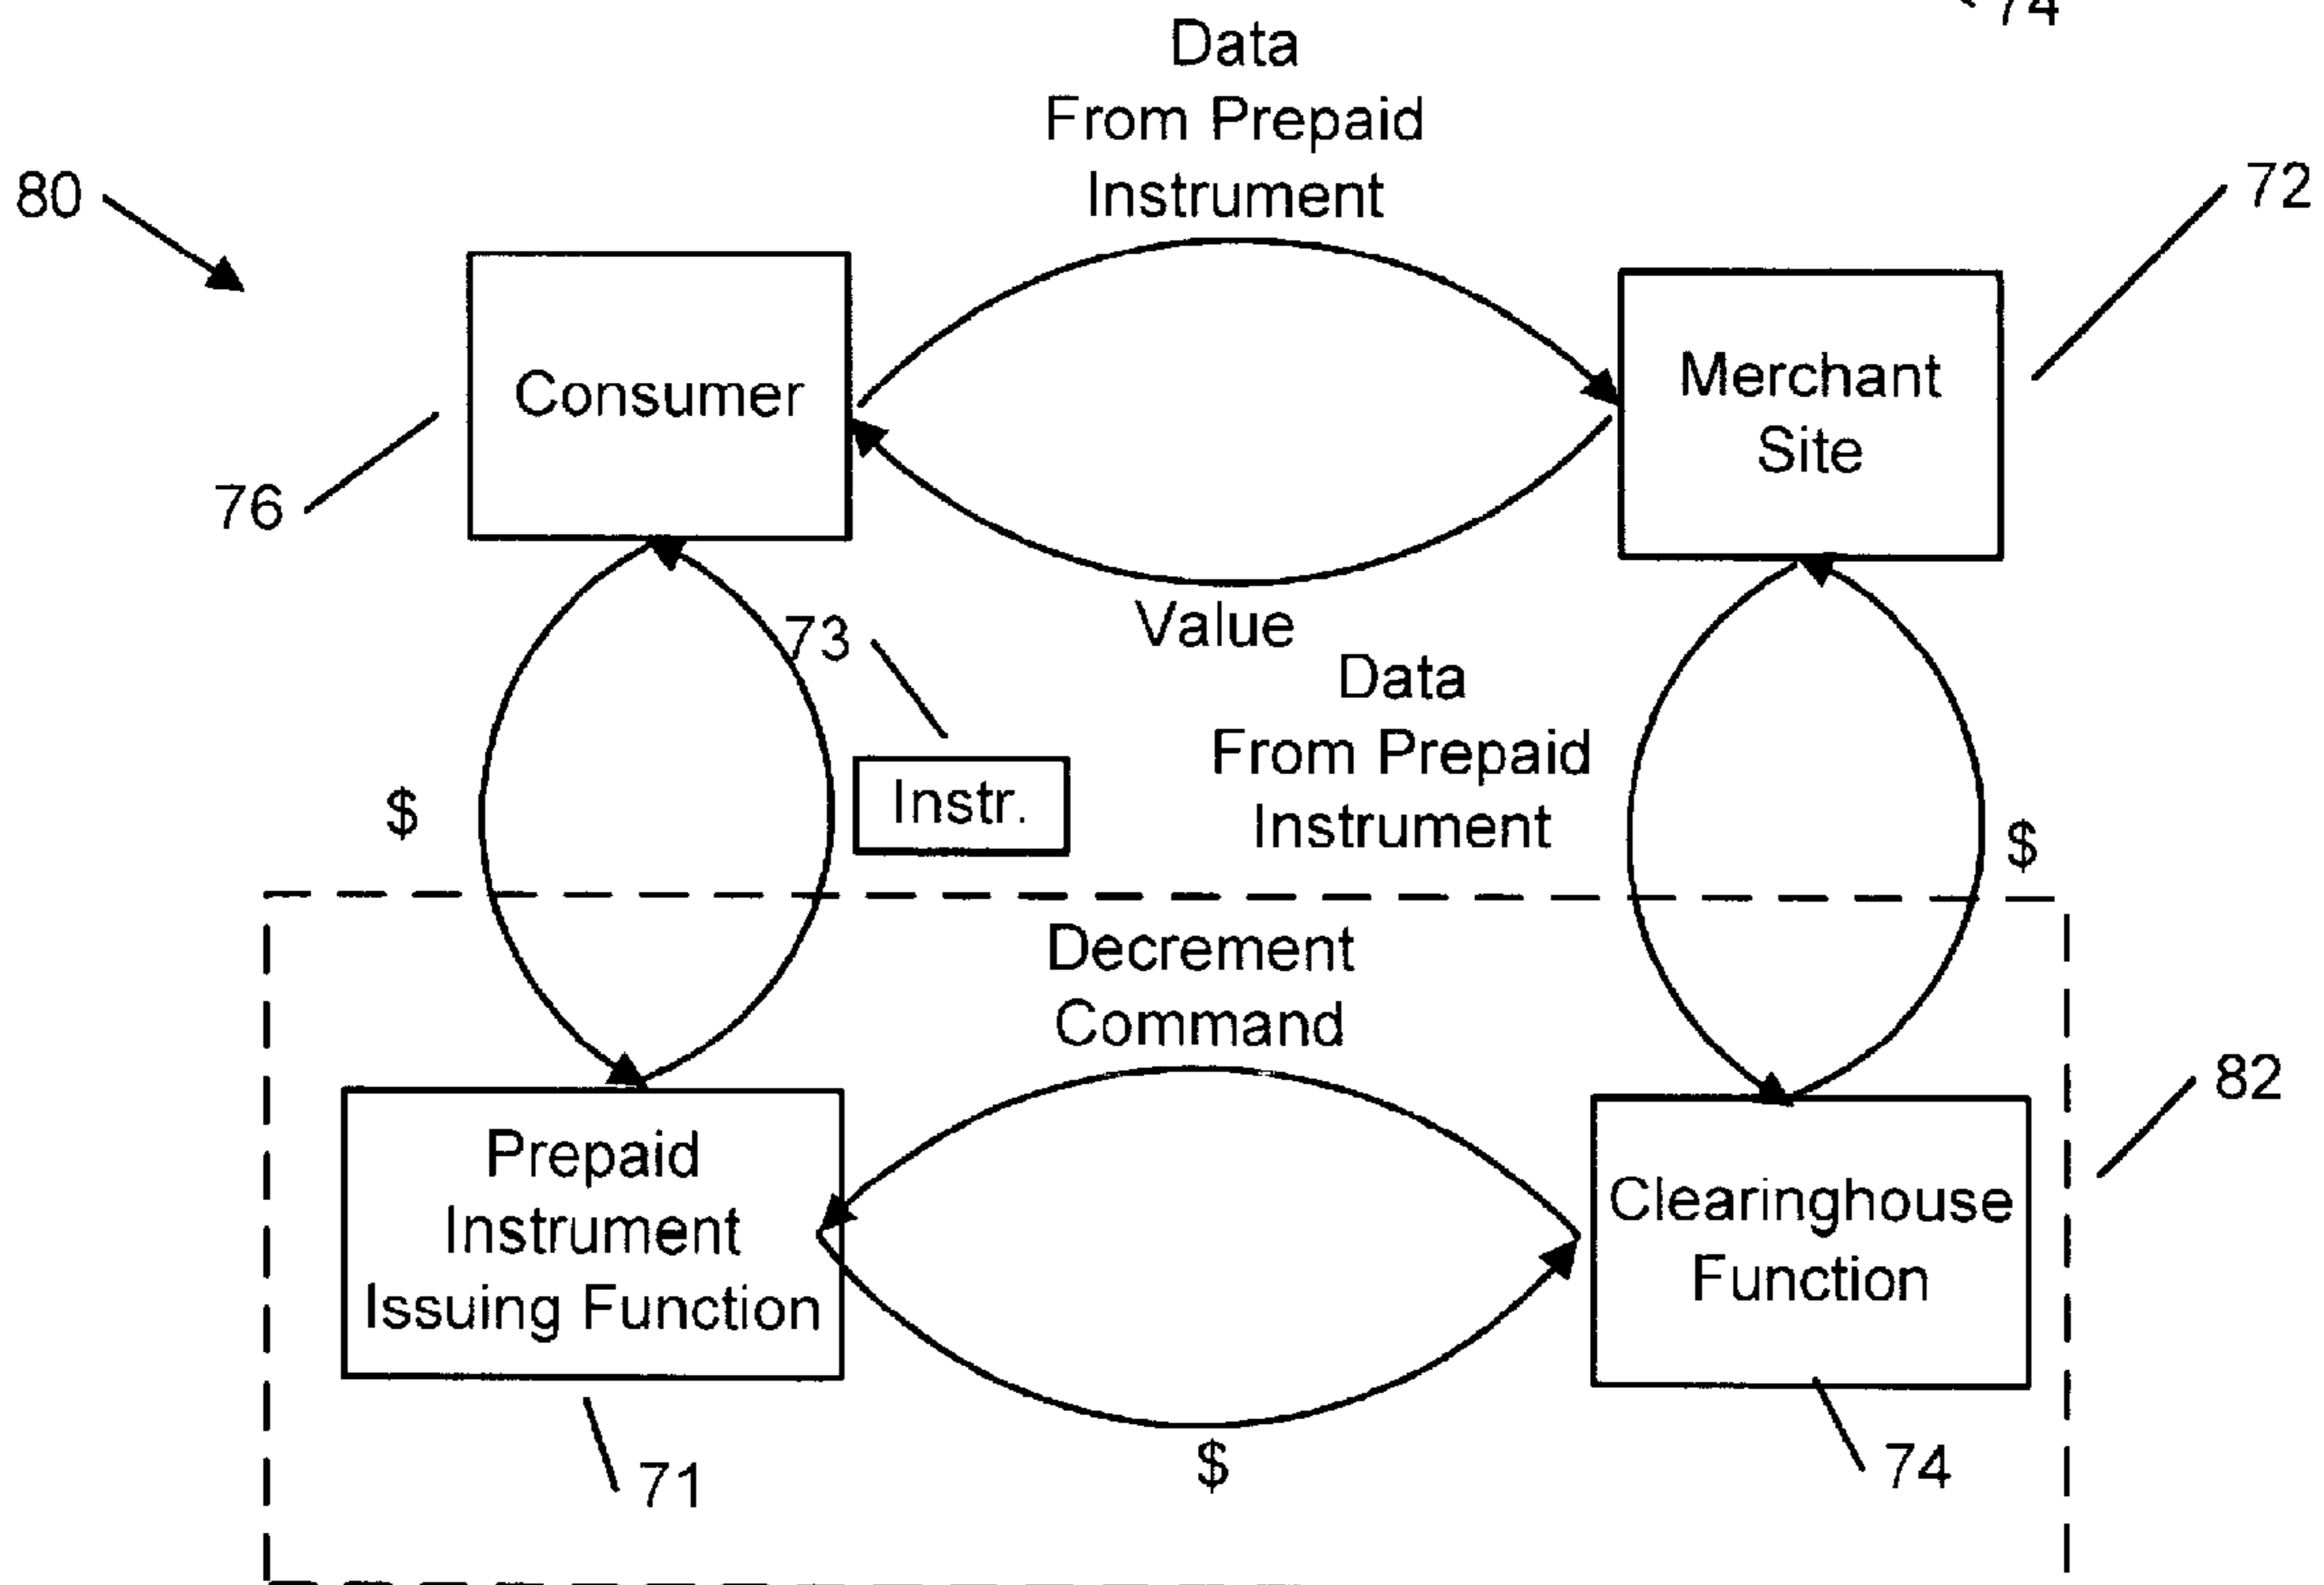 74
Data
From Prepaid
Instrument
80
72
Consumer
Merchant
Site
76
73
Value
Data
From Prepaid
Instrument
$
Instr.
$
Decrement
Command
82
Prepaid
Instrument
Issuing Function
Clearinghouse
Function
$
71
74